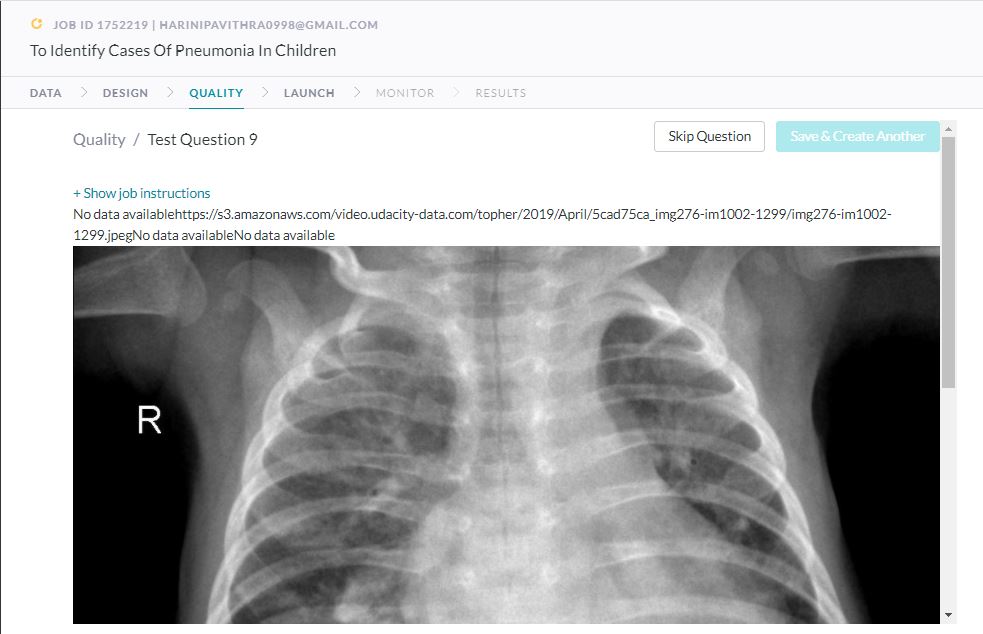 JOB ID 1752219 | HARINIPAVITHRA0998@GMAIL.COM
To Identify Cases Of Pneumonia In Children
DATA DESIGN QUALITY LAUNCH MONITOR RESULTS
Quality / Test Question 9
Skip Question
Save & Create Another
+ Show job instructions
No data availablehttps://s3.amazonaws.com/video.udacity-data.com/topher/2019/April/5cad75ca_img276-im1002-1299/img276-im1002-
1299.jpegNo data availableNo data available
R